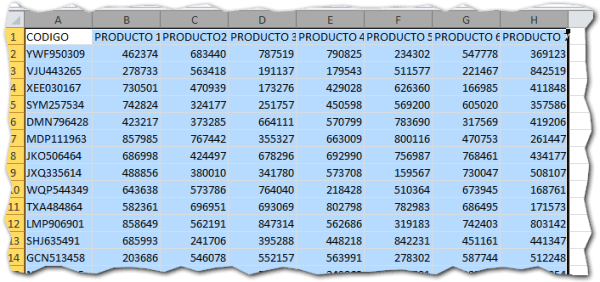 A B C D E F G H
1 CODIGO PRODUCTO 1 PRODUCTO2 PRODUCTO 3 PRODUCTO 4 PRODUCTO 5 PRODUCTO 6 PRODUCTO 7
2 YWF950309 462374 683440 787519 790825 234302 547778 369123
3 VJU443265 278733 563418 191137 179543 511577 221467 842519
4 XEE030167 730501 470939 173276 429028 626360 166985 411848
5 SYM257534 742824 324177 251757 450598 569200 605020 357586
6 DMN796428 423217 373285 664111 570799 783690 317569 419206
7 MDP111963 857985 767442 355327 663009 800116 470753 261447
8 JKO506464 686998 424497 678296 692990 756987 768461 434177
9 JXQ335614 488856 380010 341780 573708 159667 730047 508107
10 WQP544349 643638 573786 764040 218428 510364 673945 168761
11 TXA484864 582361 696951 693069 802798 782983 686495 171573
12 LMP906901 858649 562191 847314 562686 319183 742403 803142
13 SHJ635491 685993 241706 395288 448218 842231 451161 441347
14 GCN513458 203686 546078 552157 563991 278302 587744 512248